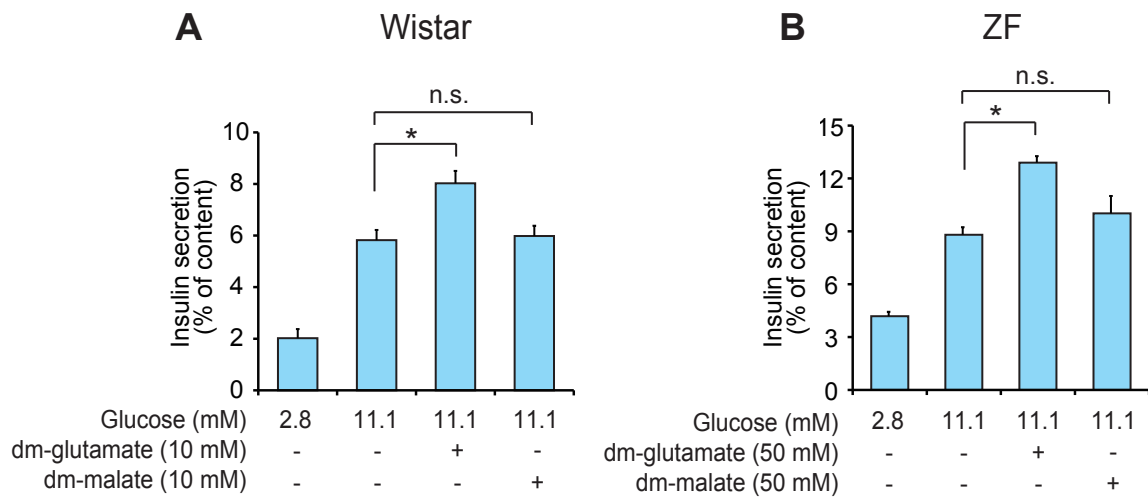 A Wistar
n.s.
*
10
8
6
4
2
0
Insulin secretion
(% of content)
Glucose (mM) 2.8 11.1 11.1 11.1
dm-glutamate (10 mM) - - + -
dm-malate (10 mM) - - - +
B ZF
n.s.
*
15
12
9
6
3
0
Insulin secretion
(% of content)
Glucose (mM) 2.8 11.1 11.1 11.1
dm-glutamate (50 mM) - - + -
dm-malate (50 mM) - - - +